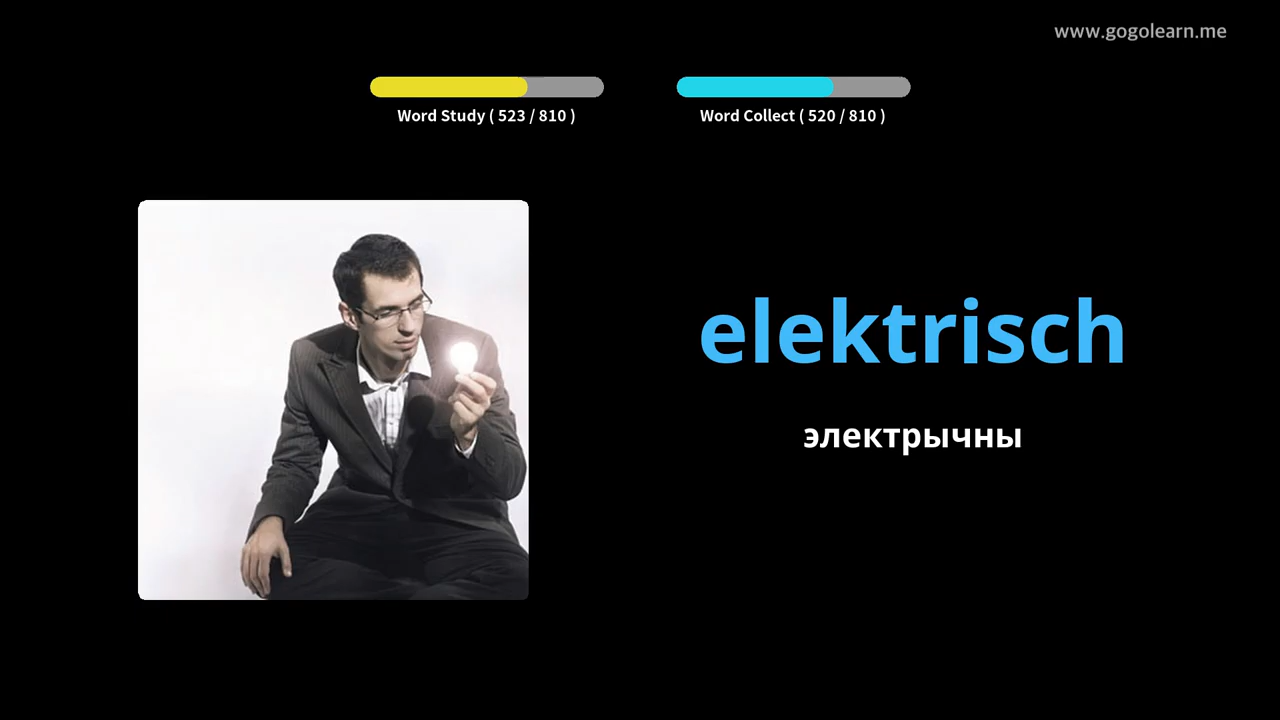 www.gogolearn.me
Word Study ( 523 / 810 )
Word Collect ( 520 / 810 )
elektrisch
электрычны